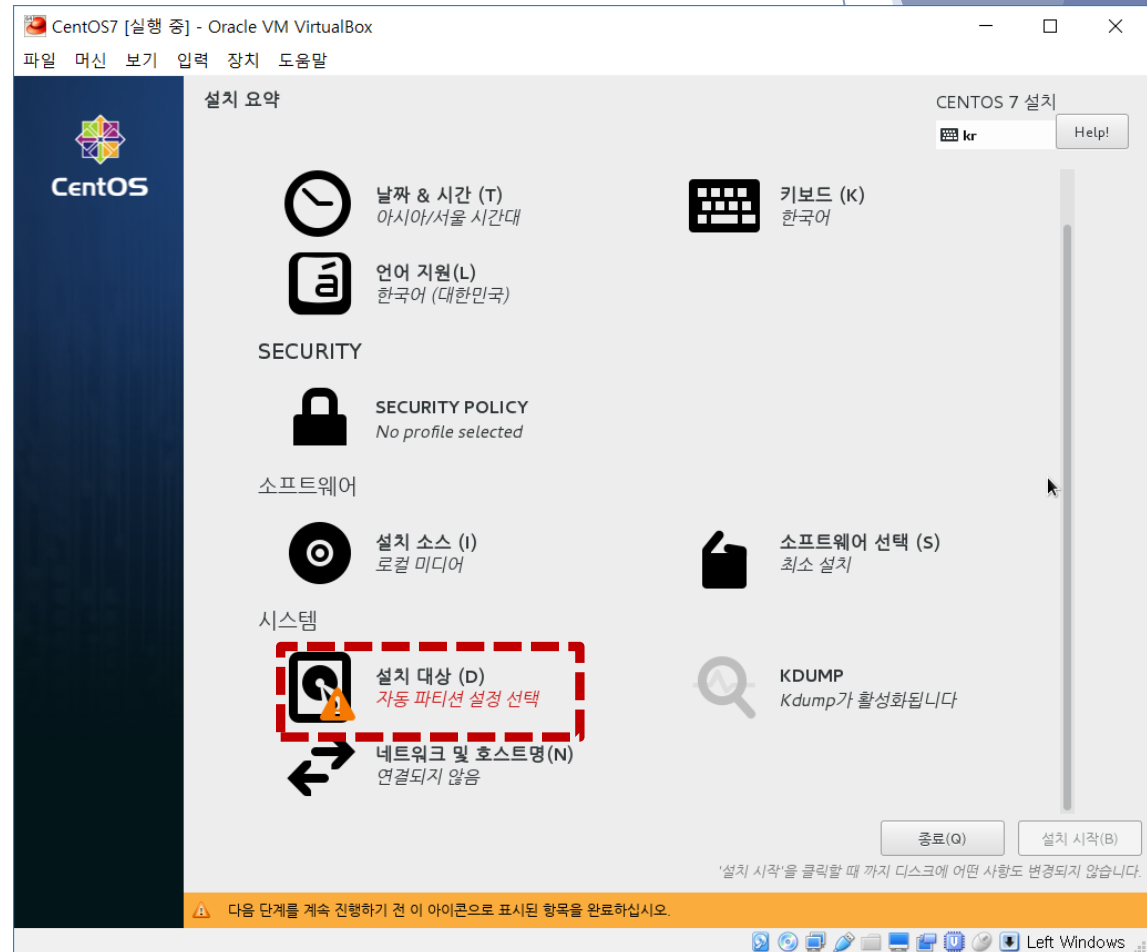 CentOS7 [실행 중] - Oracle VM VirtualBox
파일 머신 보기 입력 장치 도움말
설치 요약
CENTOS 7 설치
kr
Help!
CentOS
날짜 & 시간 (T)
아시아/서울 시간대
키보드 (K)
한국어
언어 지원(L)
한국어 (대한민국)
SECURITY
SECURITY POLICY
No profile selected
소프트웨어
설치 소스 (I)
로컬 미디어
소프트웨어 선택 (S)
최소 설치
시스템
설치 대상 (D)
자동 파티션 설정 선택
KDUMP
Kdump가 활성화됩니다
네트워크 및 호스트명(N)
연결되지 않음
종료(Q)
설치 시작(B)
'설치 시작'을 클릭할 때 까지 디스크에 어떤 사항도 변경되지 않습니다.
다음 단계를 계속 진행하기 전 이 아이콘으로 표시된 항목을 완료하십시오.
Left Windows